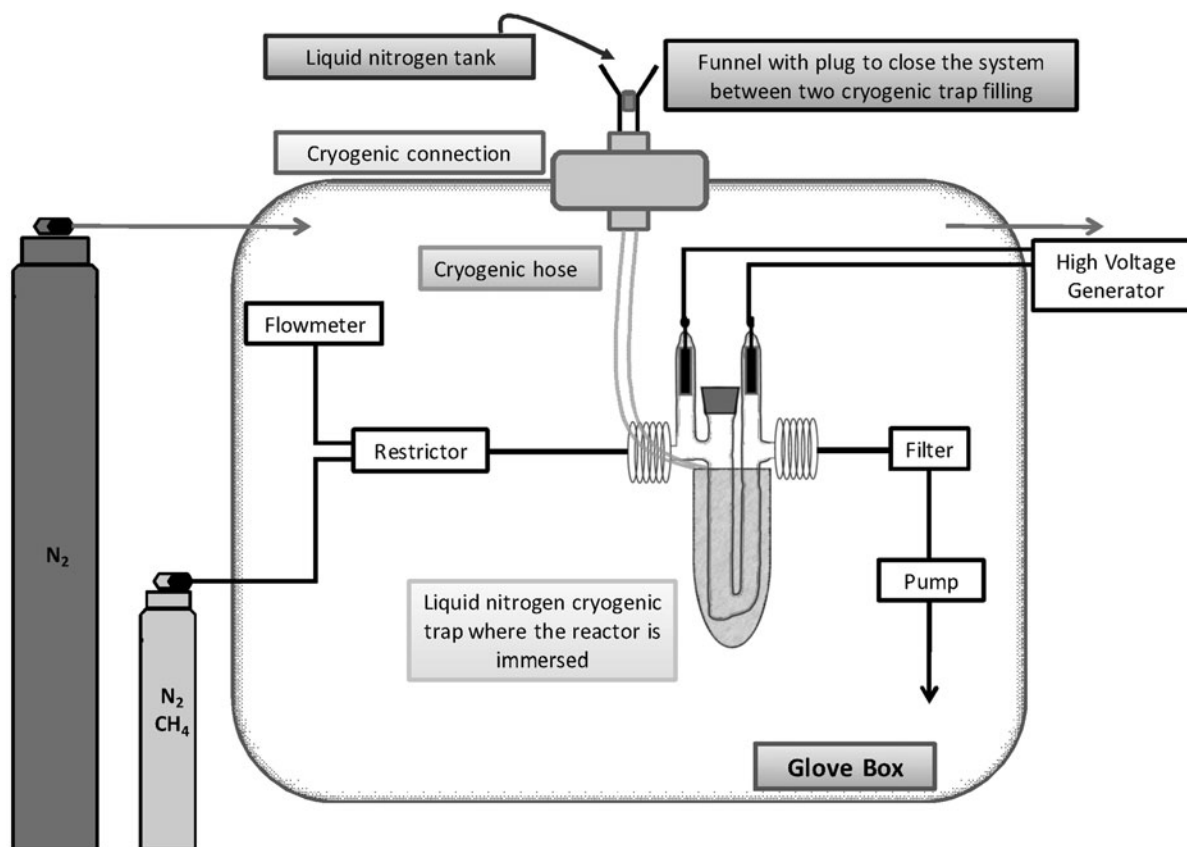 Liquid nitrogen tank
Funnel with plug to close the system
between two cryogenic trap filling
Cryogenic connection
Cryogenic hose
High Voltage
Generator
Flowmeter
Restrictor
Filter
Pump
N₂
Liquid nitrogen cryogenic
trap where the reactor is
immersed
N₂
CH₄
Glove Box